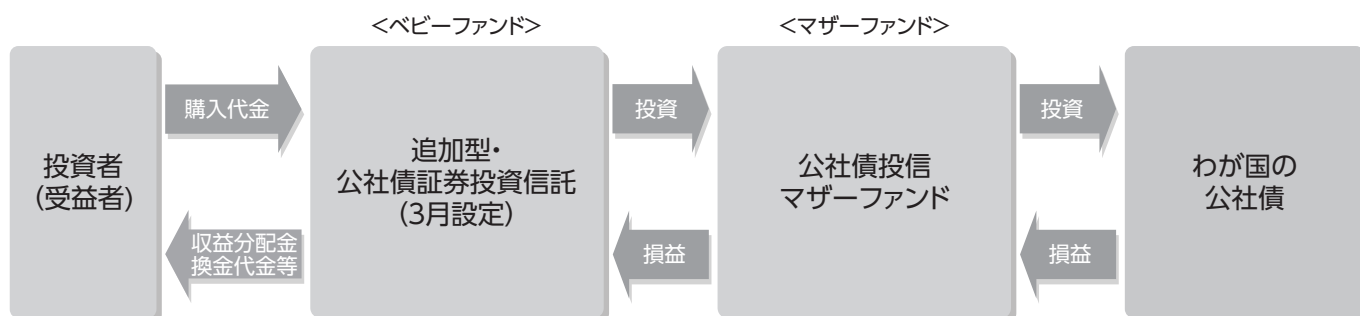 <ベビーファンド>
<マザーファンド>
投資者
(受益者)
購入代金
収益分配金
換金代金等
追加型・
公社債証券投資信託
(3月設定)
投資
損益
公社債投信
マザーファンド
投資
損益
わが国の
公社債